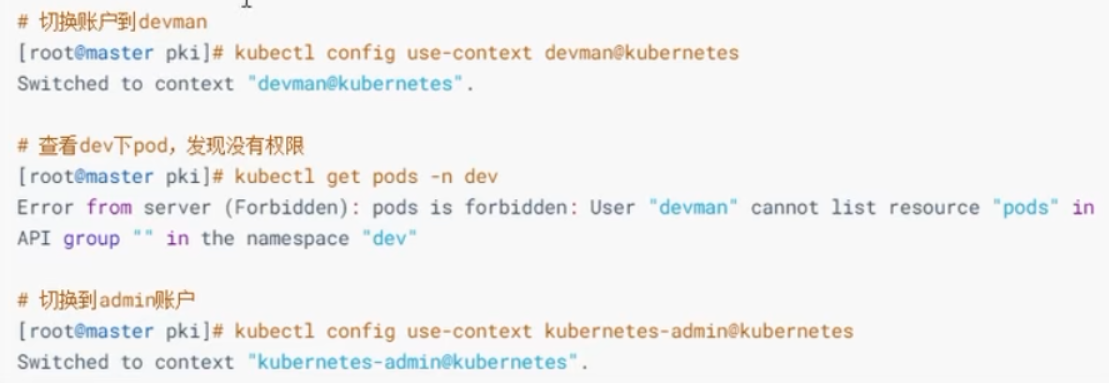 # 切换账户到devman
[root@master pki]# kubectl config use-context devman@kubernetes
Switched to context "devman@kubernetes".
# 查看dev下pod，发现没有权限
[root@master pki]# kubectl get pods -n dev
Error from server (Forbidden): pods is forbidden: User "devman" cannot list resource "pods" in
API group "" in the namespace "dev"
# 切换到admin账户
[root@master pki]# kubectl config use-context kubernetes-admin@kubernetes
Switched to context "kubernetes-admin@kubernetes".